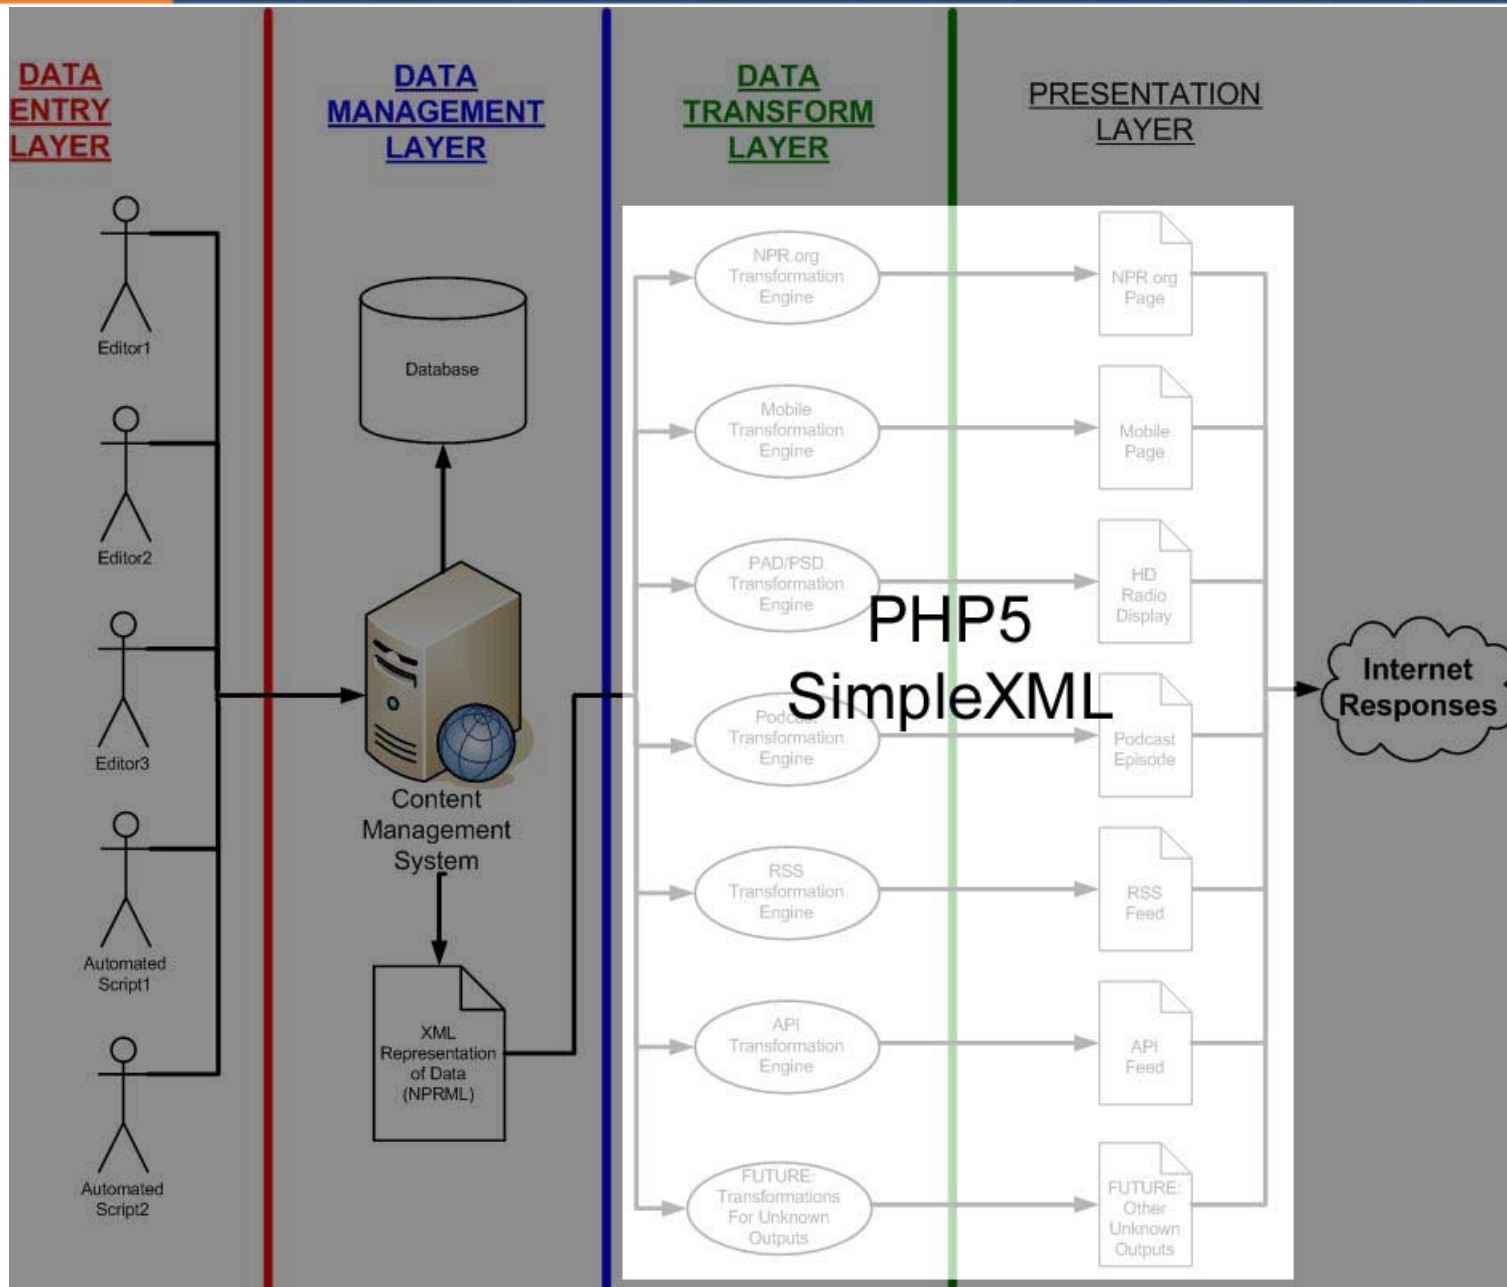 DATA
ENTRY
LAYER
DATA
MANAGEMENT
LAYER
DATA
TRANSFORM
LAYER
PRESENTATION
LAYER
Editor1
Editor2
Editor3
Automated
Script1
Automated
Script2
Database
Content
Management
System
XML
Representation
of Data
(NPRML)
NPR.org
Transformation
Engine
Mobile
Transformation
Engine
PAD/PSD
Transformation
Engine
Podcast
Transformation
Engine
RSS
Transformation
Engine
API
Transformation
Engine
FUTURE:
Transformations
For Unknown
Outputs
PHP5
SimpleXML
NPR.org
Page
Mobile
Page
HD
Radio
Display
Podcast
Episode
RSS
Feed
API
Feed
FUTURE:
Other
Unknown
Outputs
Internet
Responses